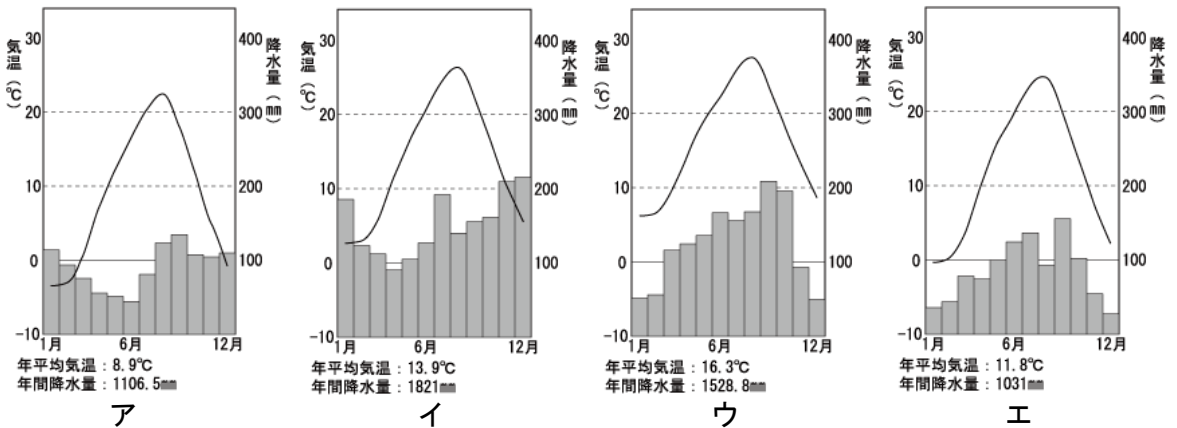 気温(℃)
30
20
10
0
-10
400
300
200
100
降水量(㎜)
1月 6月 12月
年平均気温:8.9℃
年間降水量:1106.5㎜
ア
気温(℃)
30
20
10
0
-10
400
300
200
100
降水量(㎜)
1月 6月 12月
年平均気温:13.9℃
年間降水量:1821㎜
イ
気温(℃)
30
20
10
0
-10
400
300
200
100
降水量(㎜)
1月 6月 12月
年平均気温:16.3℃
年間降水量:1528.8㎜
ウ
気温(℃)
30
20
10
0
-10
400
300
200
100
降水量(㎜)
1月 6月 12月
年平均気温:11.8℃
年間降水量:1031㎜
エ